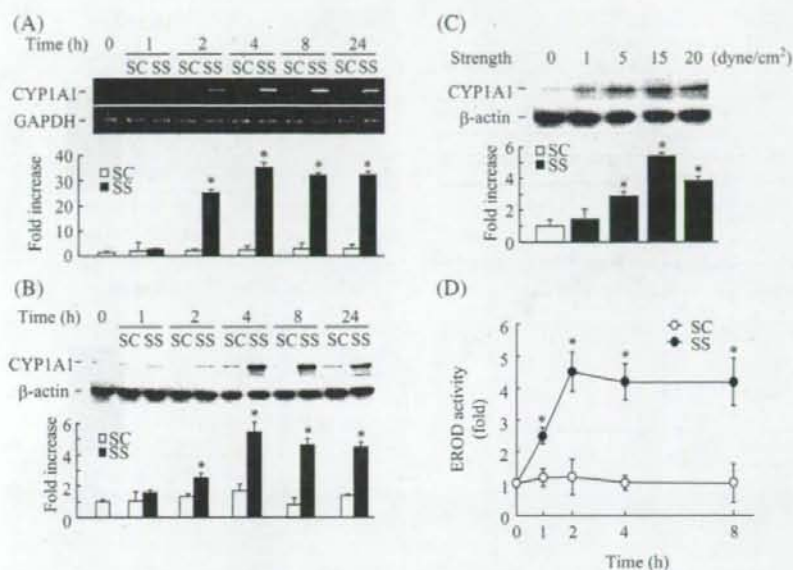 (A)
Time (h) 0 1 2 4 8 24
SC SS SC SS SC SS SC SS SC SS
CYP1A1
GAPDH
Fold increase
40
30
20
10
0
SC
SS
* * * *
(B)
Time (h) 0 1 2 4 8 24
SC SS SC SS SC SS SC SS SC SS
CYP1A1
β-actin
Fold increase
6
4
2
0
SC
SS
* * * *
(C)
Strength 0 1 5 15 20 (dyne/cm²)
CYP1A1
β-actin
Fold increase
6
4
2
0
SC
SS
* * *
(D)
EROD activity
(fold)
6
5
4
3
2
1
0
SC
SS
* * * *
0 1 2 4 8
Time (h)